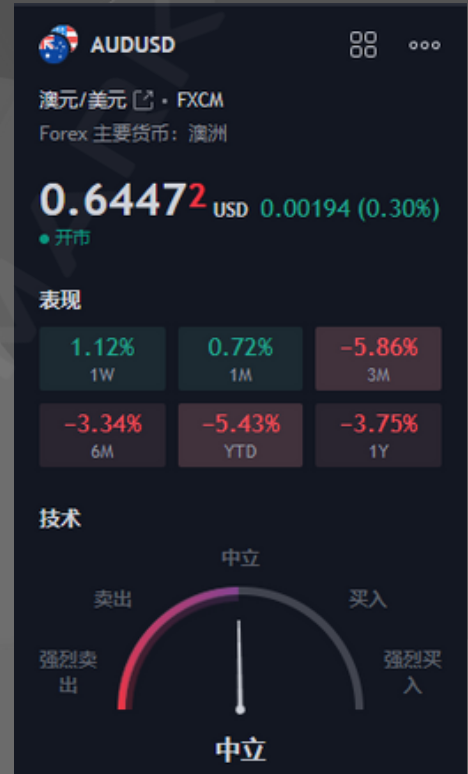 AUDUSD
澳元/美元 • FXCM
Forex 主要货币：澳洲
0.64472 USD 0.00194 (0.30%)
开市
表现
1.12% 0.72% −5.86%
1W 1M 3M
−3.34% −5.43% −3.75%
6M YTD 1Y
技术
中立
卖出 买入
强烈卖出 强烈买入
中立